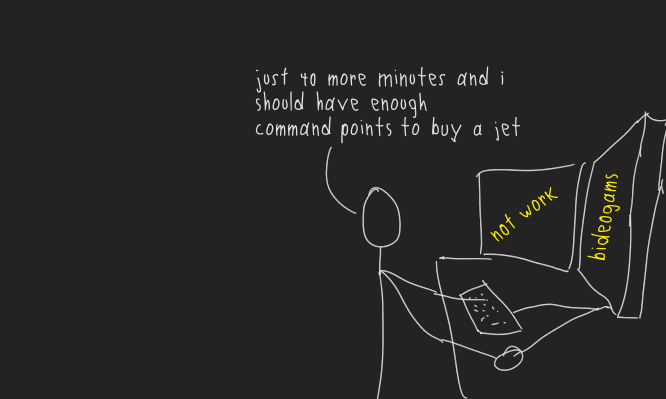 just 40 more minutes and i
should have enough
command points to buy a jet
not work
bideogams